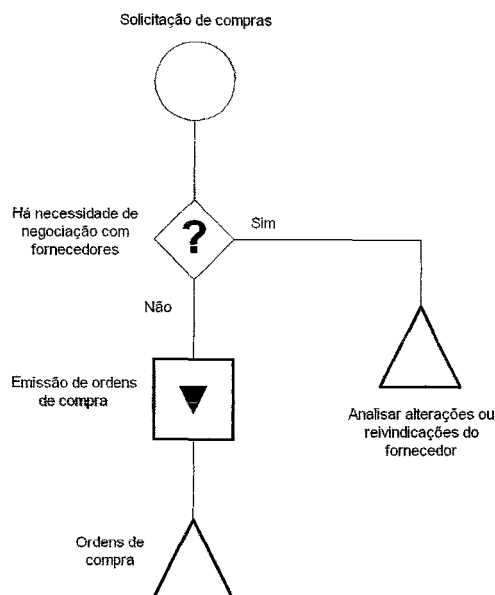 Solicitação de compras
Há necessidade de
negociação com
fornecedores
?
Sim
Não
Emissão de ordens
de compra
Analisar alterações ou
reivindicações do
fornecedor
Ordens de
compra